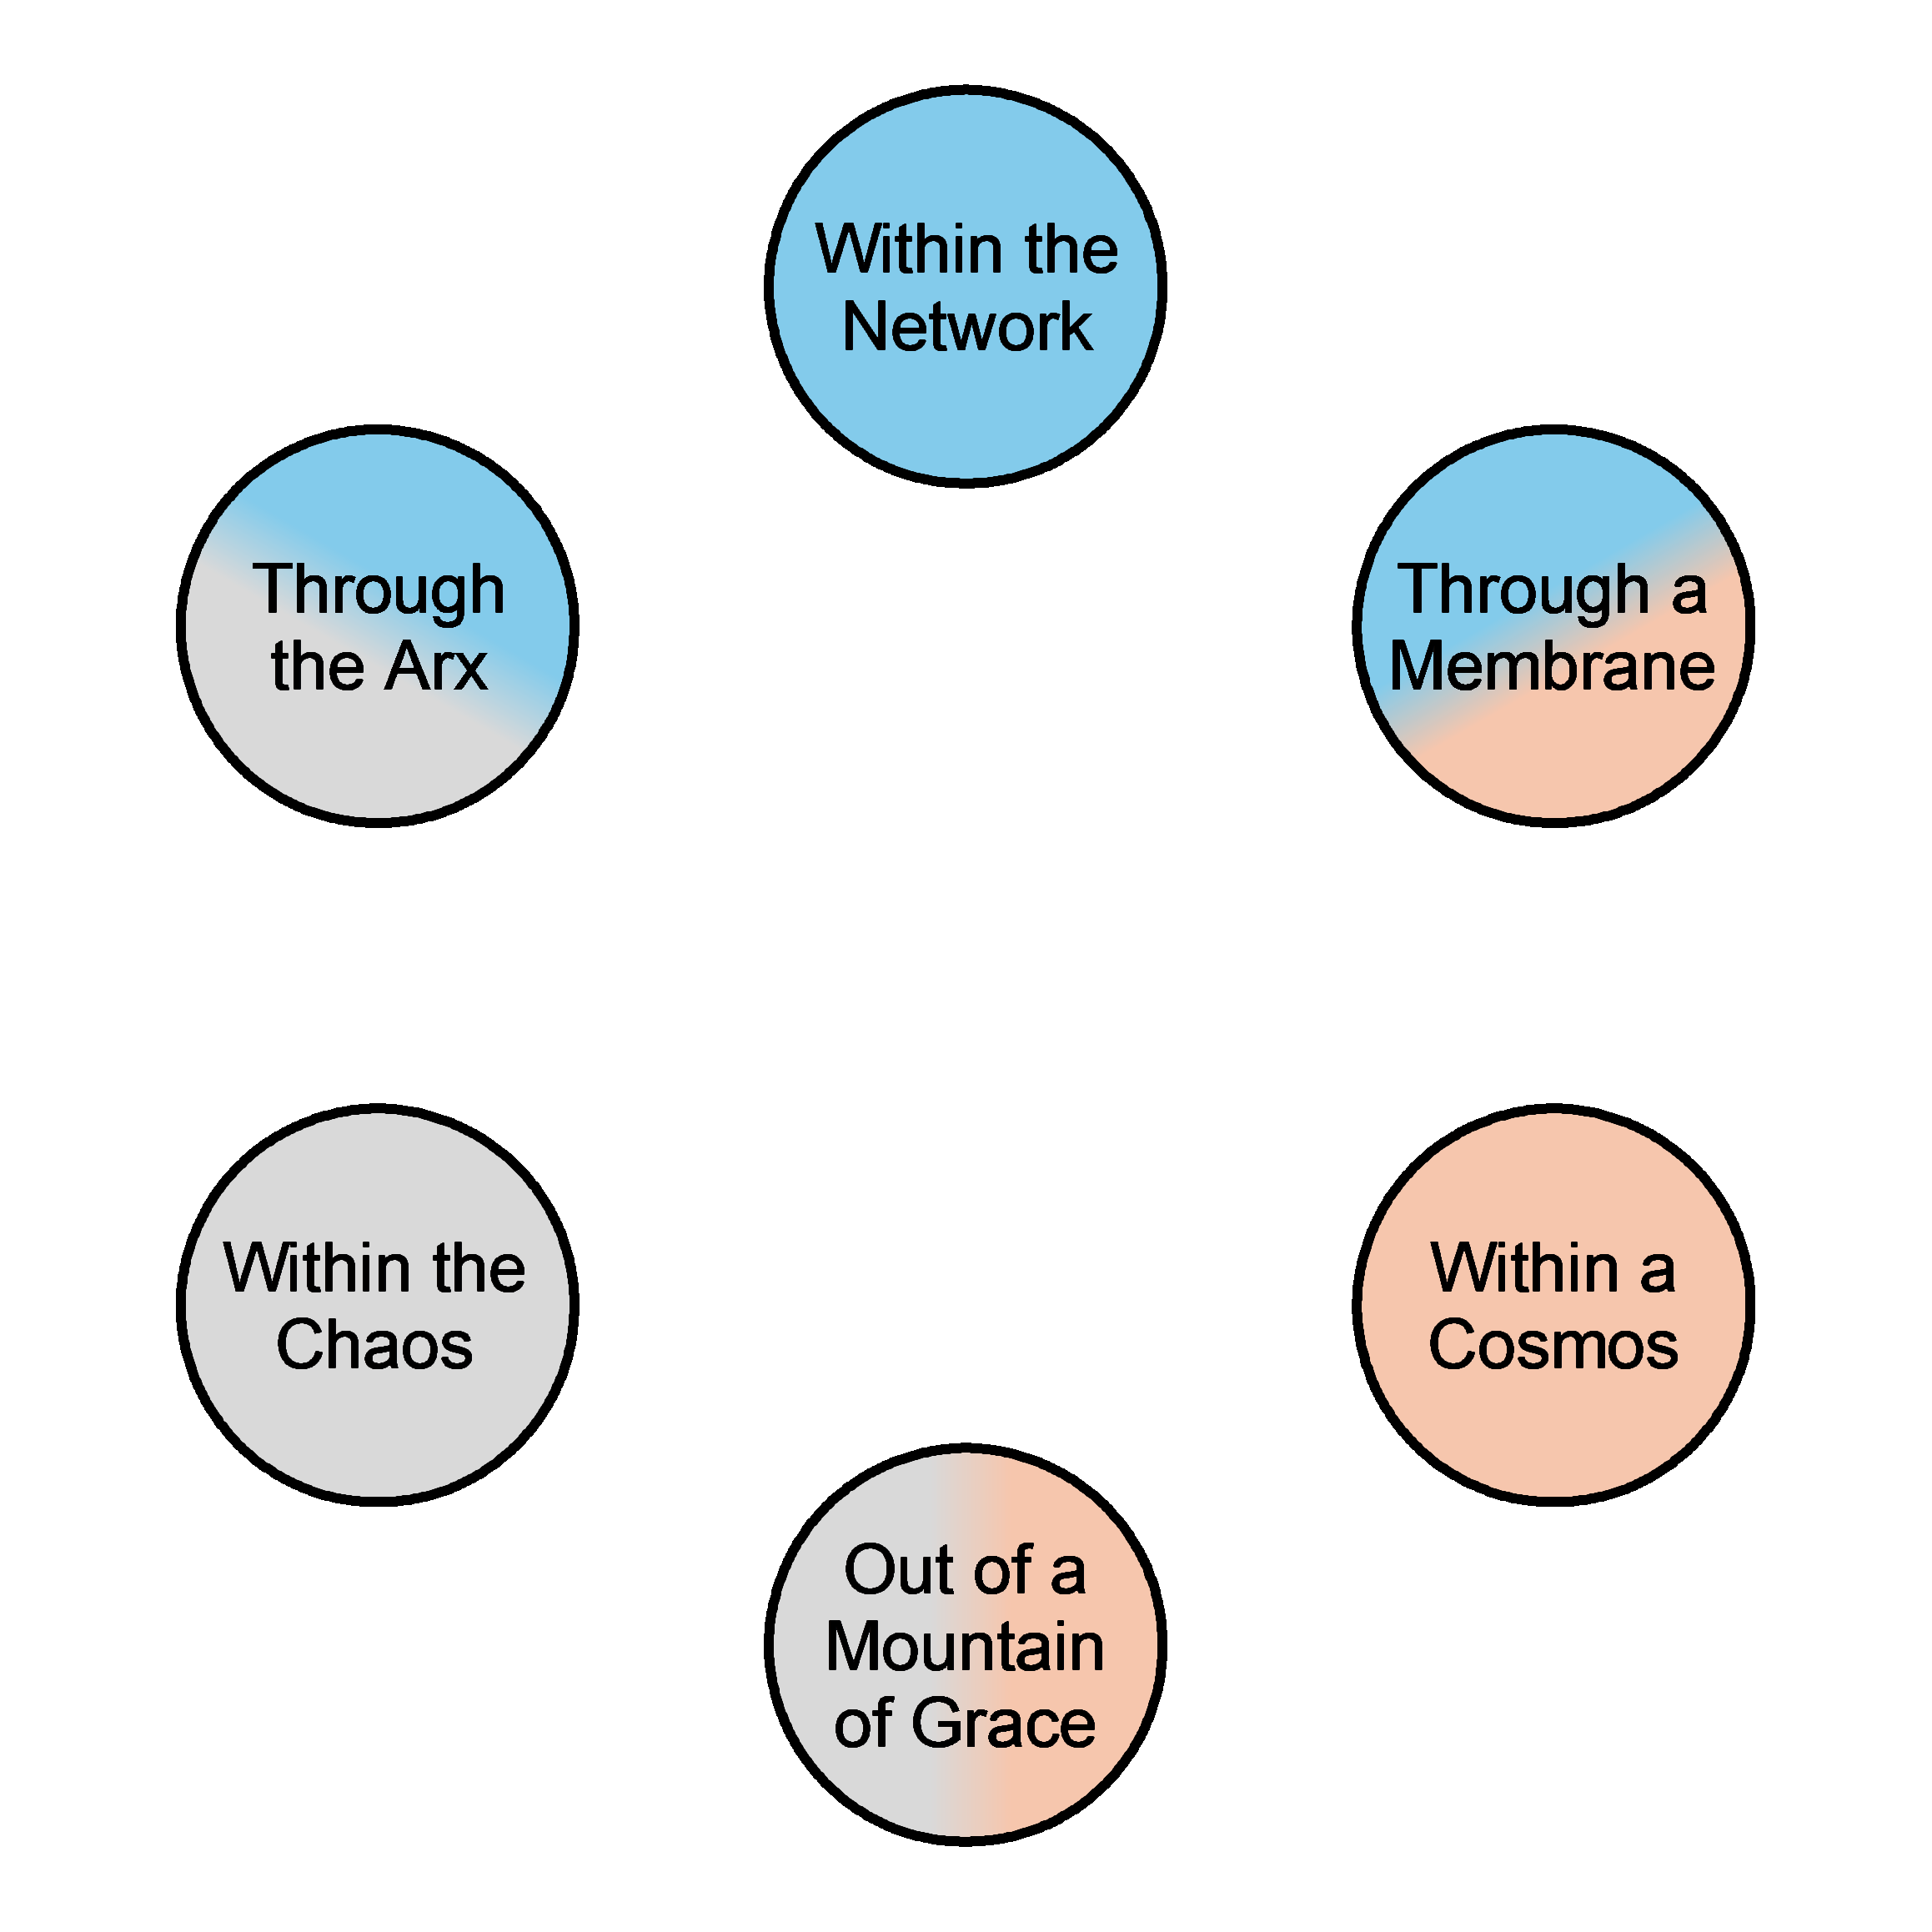 Within the
Network
Through
the Arx
Through a
Membrane
Within the
Chaos
Within a
Cosmos
Out of a
Mountain
of Grace